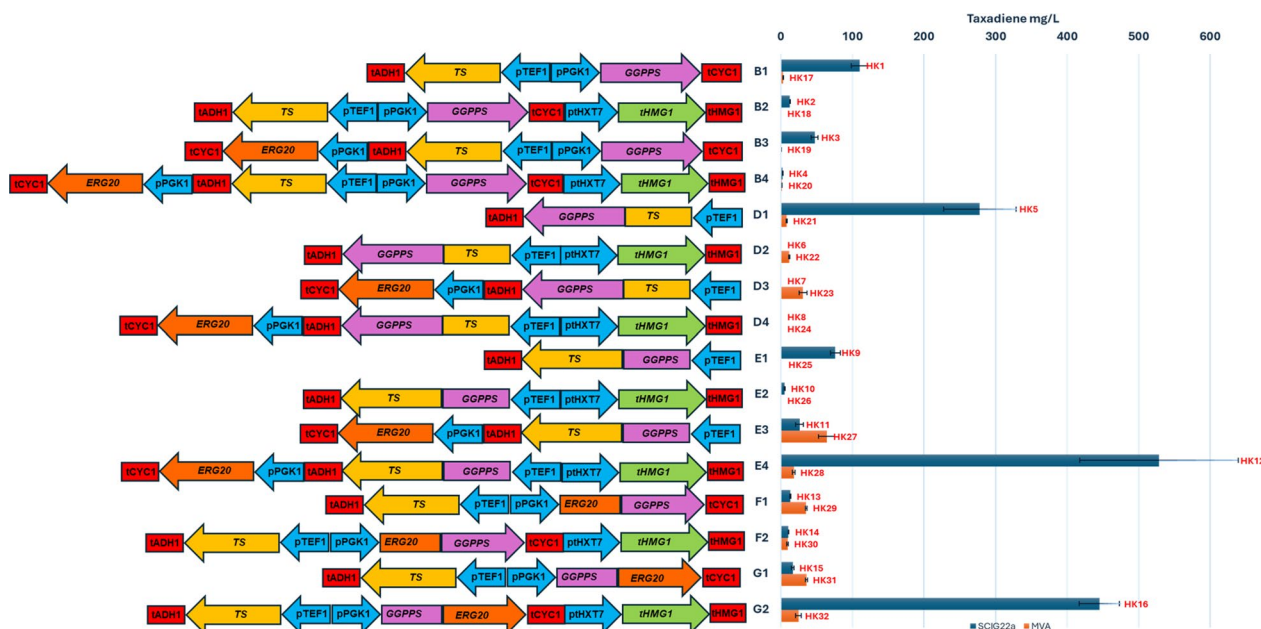 Taxadiene mg/L
0 100 200 300 400 500 600
tADH1 TS pTEF1 pPGK1 GGPPS tCYC1 B1 HK1
HK17
tADH1 TS pTEF1 pPGK1 GGPPS tCYC1 ptHXT7 tHMG1 tHMG1 B2 HK2
HK18
tCYC1 ERG20 pPGK1 tADH1 TS pTEF1 pPGK1 GGPPS tCYC1 B3 HK3
HK19
tCYC1 ERG20 pPGK1 tADH1 TS pTEF1 pPGK1 GGPPS tCYC1 ptHXT7 tHMG1 tHMG1 B4 HK4
HK20
tADH1 GGPPS TS pTEF1 D1 HK5
HK21
tADH1 GGPPS TS pTEF1 ptHXT7 tHMG1 tHMG1 D2 HK6
HK22
tCYC1 ERG20 pPGK1 tADH1 GGPPS TS pTEF1 D3 HK7
HK23
tCYC1 ERG20 pPGK1 tADH1 GGPPS TS pTEF1 ptHXT7 tHMG1 tHMG1 D4 HK8
HK24
tADH1 TS GGPPS pTEF1 E1 HK9
HK25
tADH1 TS GGPPS pTEF1 ptHXT7 tHMG1 tHMG1 E2 HK10
HK26
tCYC1 ERG20 pPGK1 tADH1 TS GGPPS pTEF1 E3 HK11
HK27
tCYC1 ERG20 pPGK1 tADH1 TS GGPPS pTEF1 ptHXT7 tHMG1 tHMG1 E4
HK28
tADH1 TS pTEF1 pPGK1 ERG20 GGPPS tCYC1 F1 HK13
HK29
tADH1 TS pTEF1 pPGK1 ERG20 GGPPS tCYC1 ptHXT7 tHMG1 tHMG1 F2 HK14
HK30
tADH1 TS pTEF1 pPGK1 GGPPS ERG20 tCYC1 G1 HK15
HK31
tADH1 TS pTEF1 pPGK1 GGPPS ERG20 tCYC1 ptHXT7 tHMG1 tHMG1 G2 HK16
HK32
SCIG22a MVA